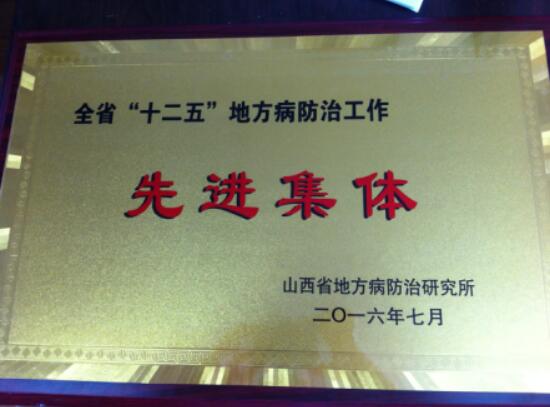 全省“十二五”地方病防治工作
先进集体
山西省地方病防治研究所
二〇一六年七月